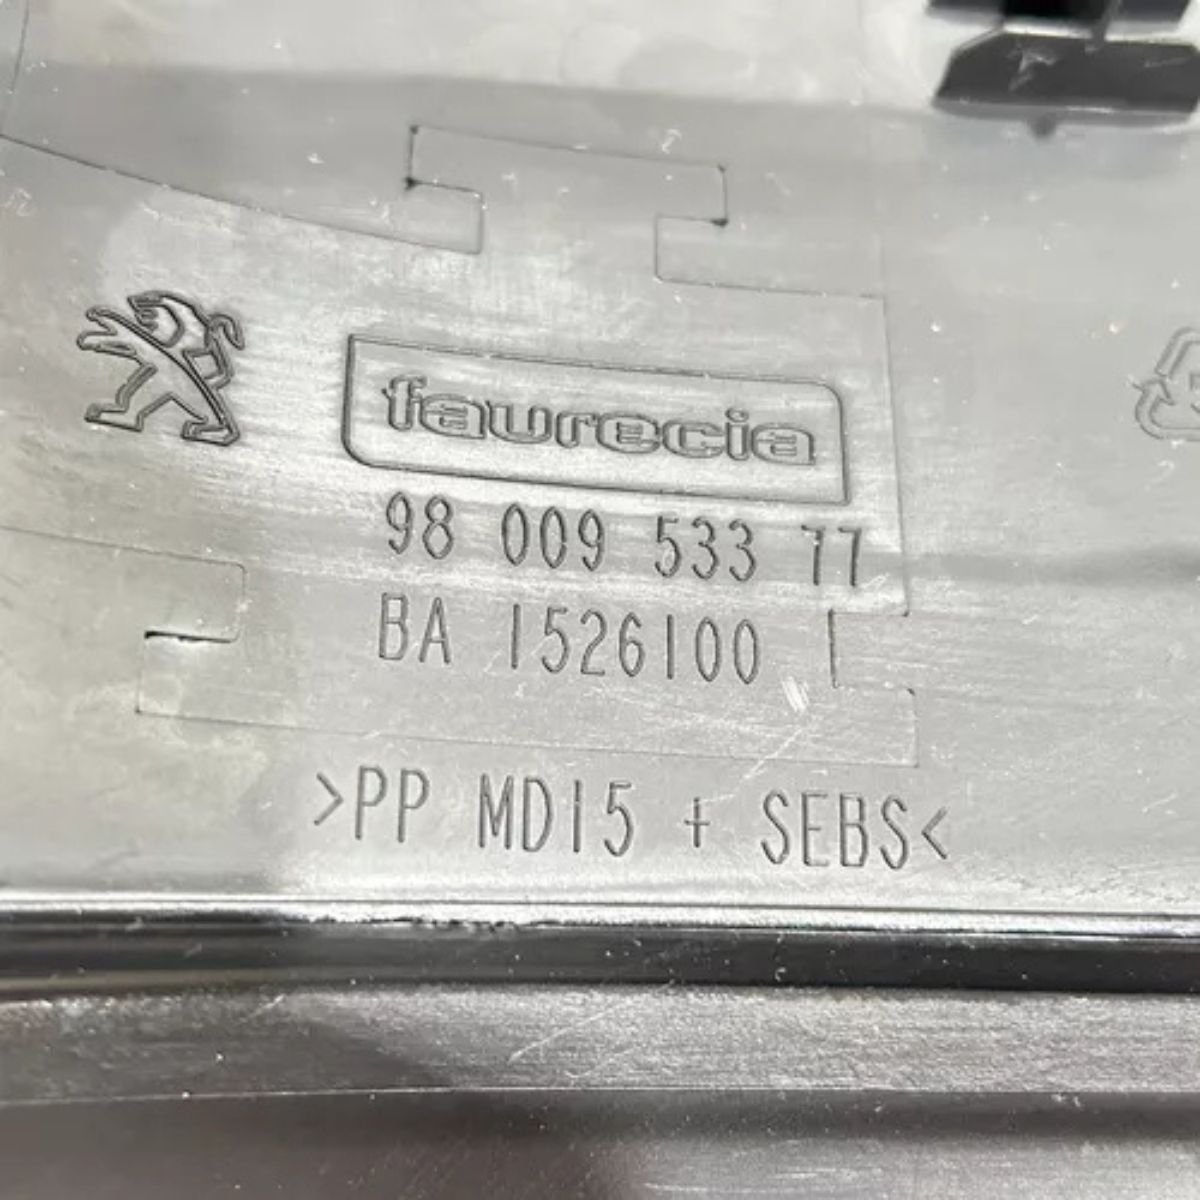 faurecia
98 009 533 77
BA 1526100
>PP MD15 + SEBS<